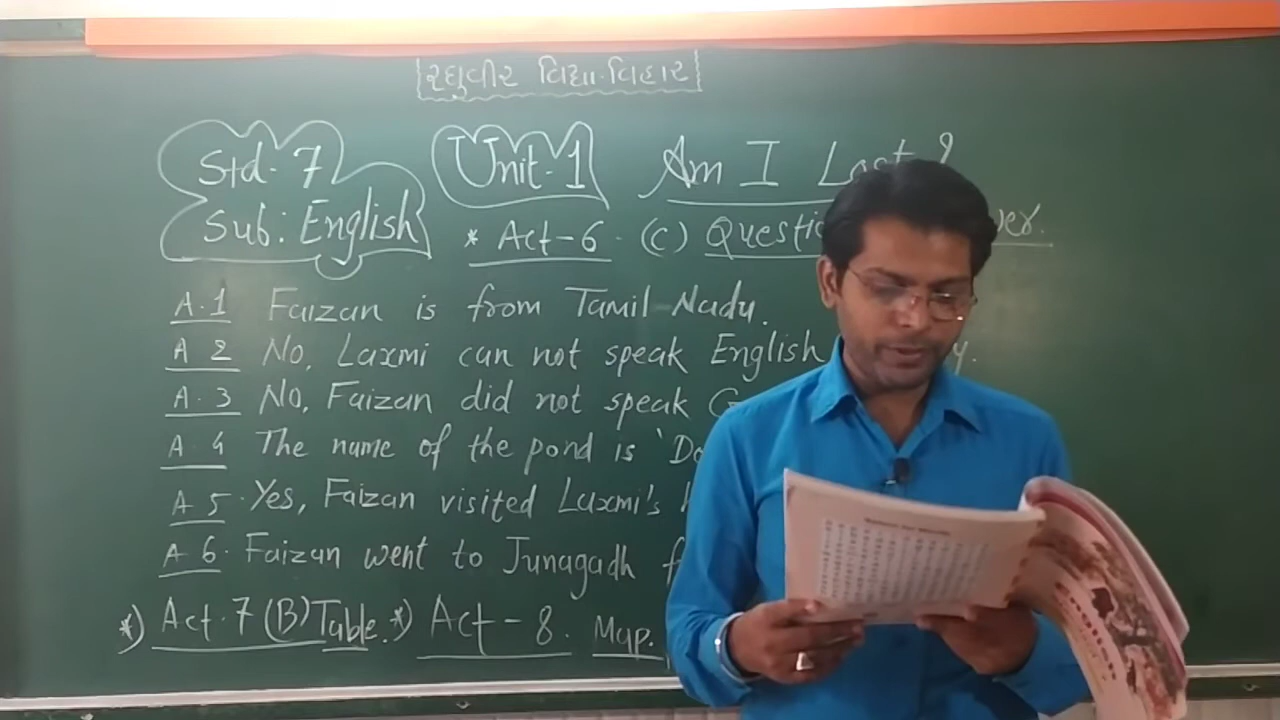 રઘુવીર વિદ્યા-વિહાર
Std. 7
Sub: English
Unit-1
Am I Lost?
* Act-6 (C)
A.1 Faizan is from Tamil Nadu.
A 2 No, Laxmi can not speak English
A. 3 No, Faizan did not speak
A. 4 The name of the pond is
A 5 Yes, Faizan visited Laxmi's
A 6. Faizan went to Junagadh
*) Act. 7 (B) Table. *) Act - 8. Map.